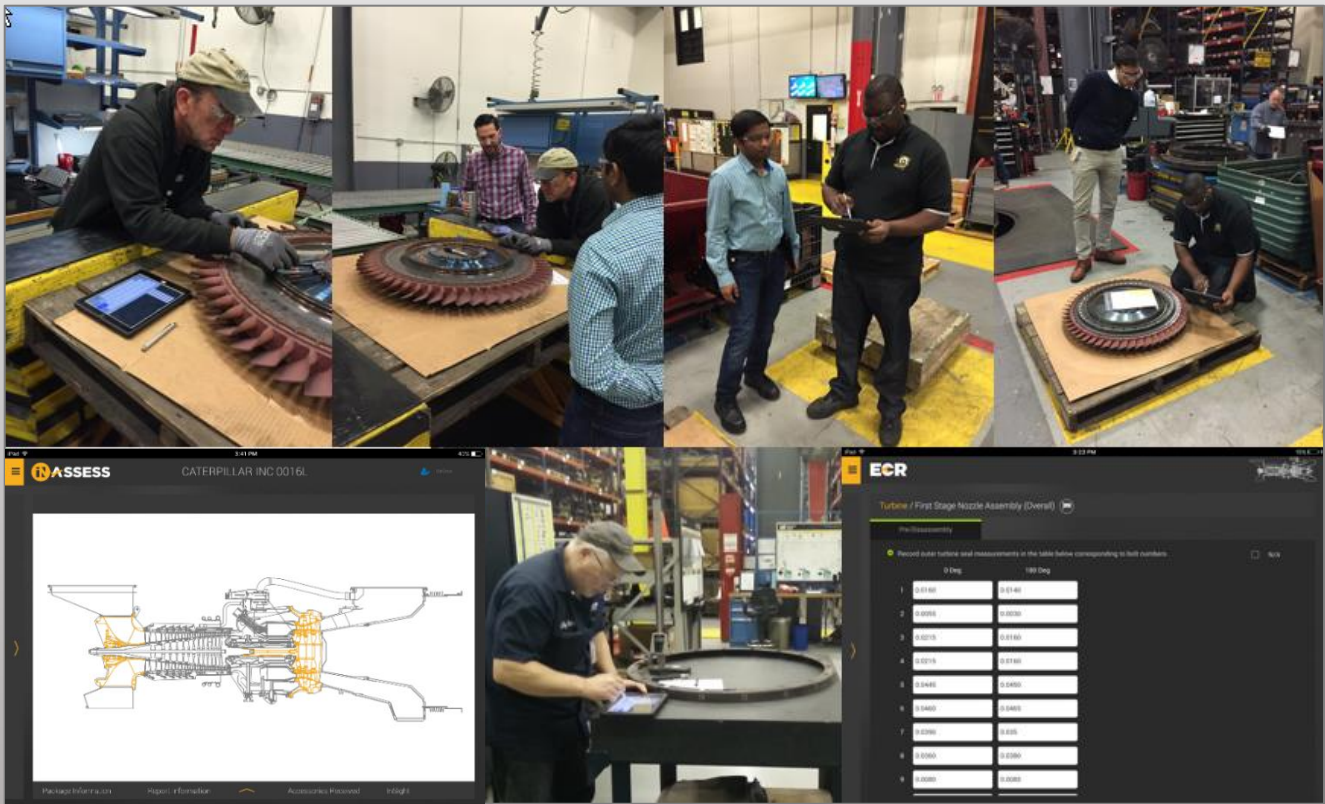 iPad
3:41 PM
40%
iNASSESS
CATERPILLAR INC 0016L
Package Information
Report Information
Accessories Received
InSight
iPad
3:03 PM
ECR
Turbine / First Stage Nozzle Assembly (Overall)
Pre-Disassembly
Record outer turbine seal measurements in the table below corresponding to bolt numbers
N/A
0 Deg
180 Deg
1 0.0160 0.0140
2 0.0055 0.0030
3 0.0215 0.0160
4 0.0215 0.0160
5 0.0445 0.0450
6 0.0460 0.0465
7 0.0390 0.035
8 0.0360 0.0380
9 0.0080 0.0085